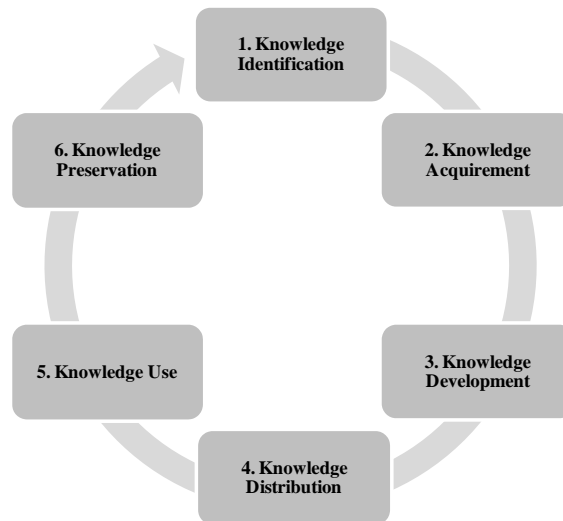 1. Knowledge
Identification
2. Knowledge
Acquirement
3. Knowledge
Development
4. Knowledge
Distribution
5. Knowledge Use
6. Knowledge
Preservation